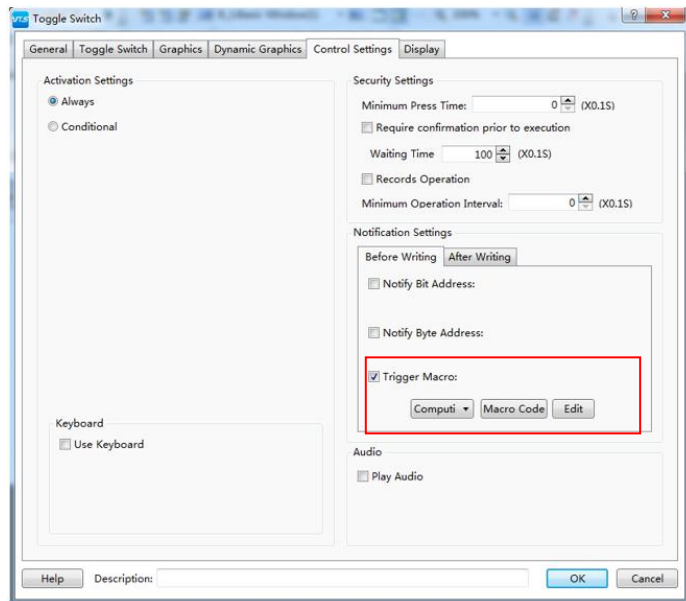 VT.S Toggle Switch
General Toggle Switch Graphics Dynamic Graphics Control Settings Display
Activation Settings
Always
Conditional
Keyboard
Use Keyboard
Security Settings
Minimum Press Time: 0 (X0.1S)
Require confirmation prior to execution
Waiting Time 100 (X0.1S)
Records Operation
Minimum Operation Interval: 0 (X0.1S)
Notification Settings
Before Writing After Writing
Notify Bit Address:
Notify Byte Address:
Trigger Macro:
Computi Macro Code Edit
Audio
Play Audio
Help Description: OK Cancel